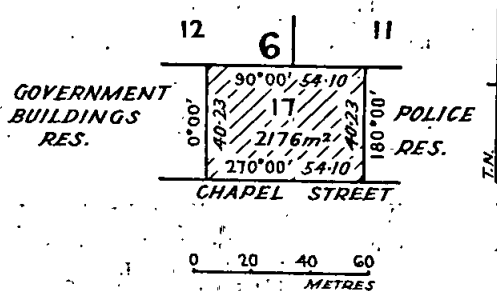 12 11
6
GOVERNMENT
BUILDINGS
RES.
90°00' 54·10
0°00'
40·23
17
2176m²
40·23
180°00'
POLICE
RES.
270°00' 54·10
CHAPEL STREET
T.N.
0 20 40 60
METRES